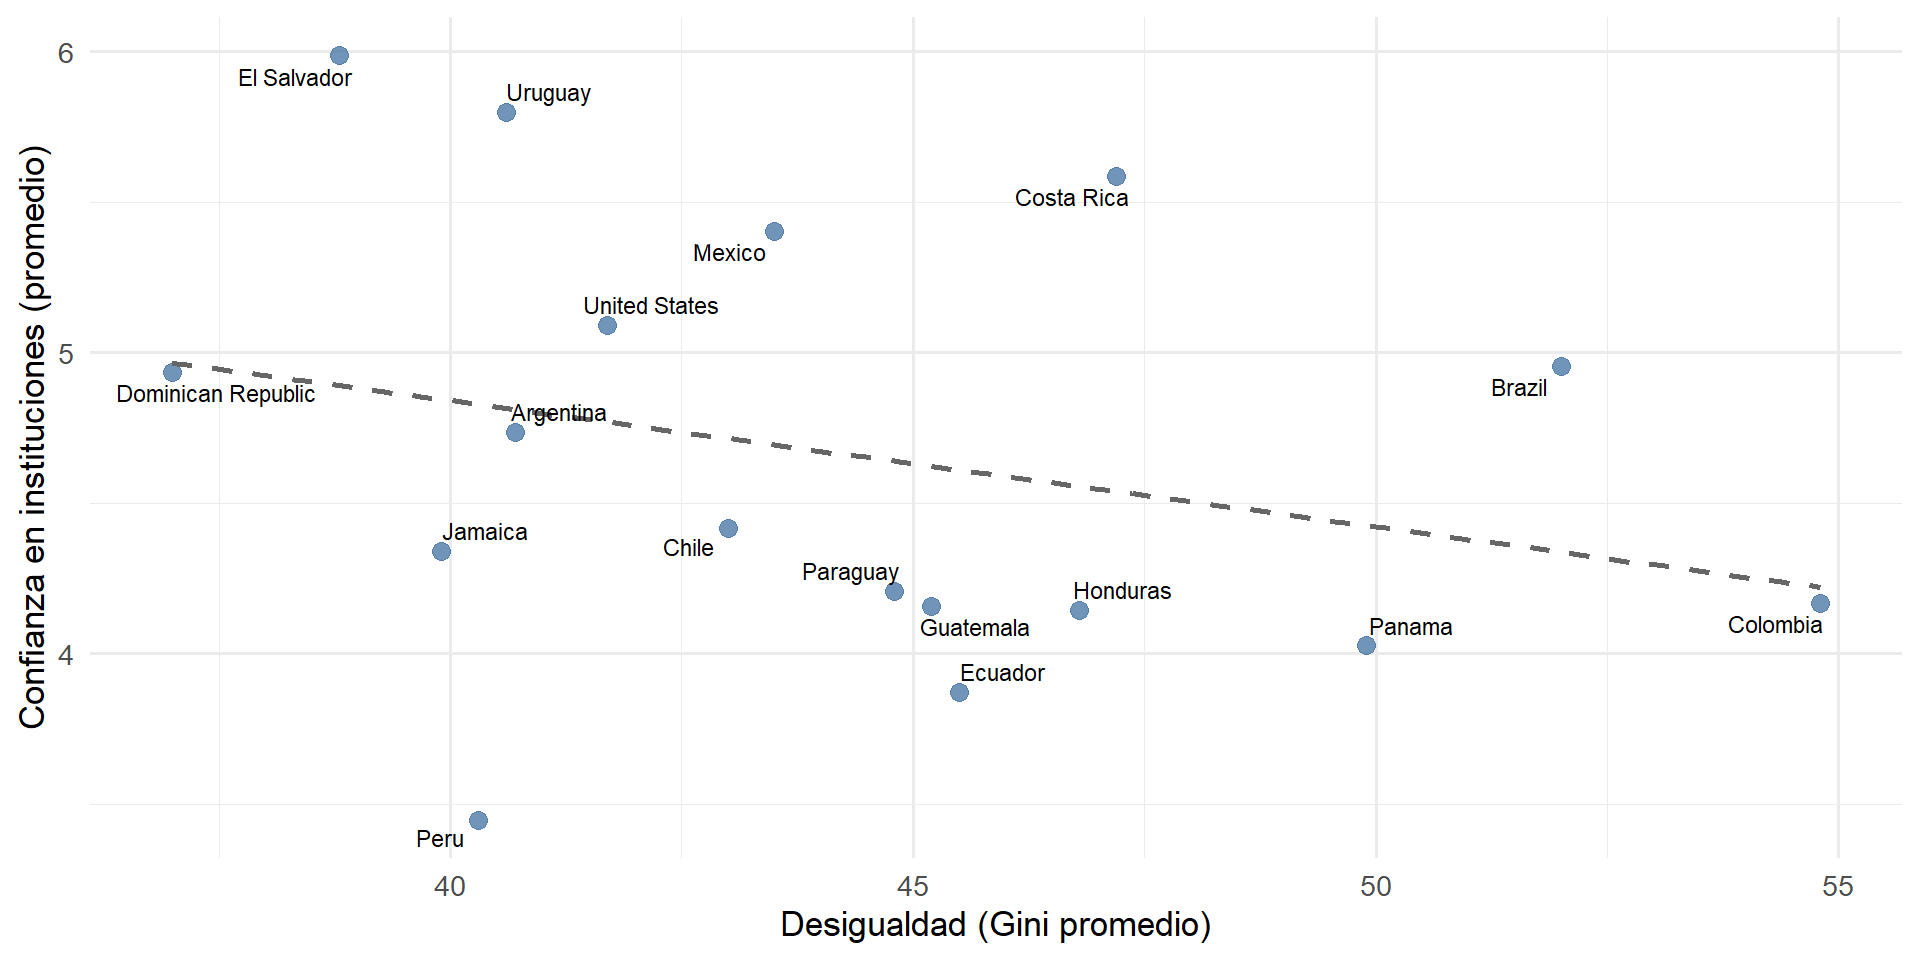 Confianza en instituciones (promedio)
6
El Salvador
Uruguay
Costa Rica
Mexico
United States
5
Dominican Republic
Brazil
Argentina
Jamaica
Chile
Paraguay
Honduras
Guatemala
Panama
Colombia
4
Ecuador
Peru
40
45
50
55
Desigualdad (Gini promedio)